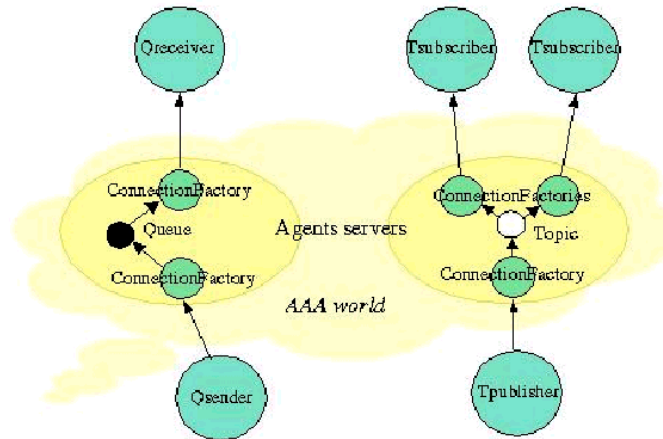 Qreceiver
Tsubscriber
Tsubscriber
ConnectionFactory
ConnectionFactories
Queue
Agents servers
Topic
ConnectionFactory
ConnectionFactory
AAA world
Qsender
Tpublisher